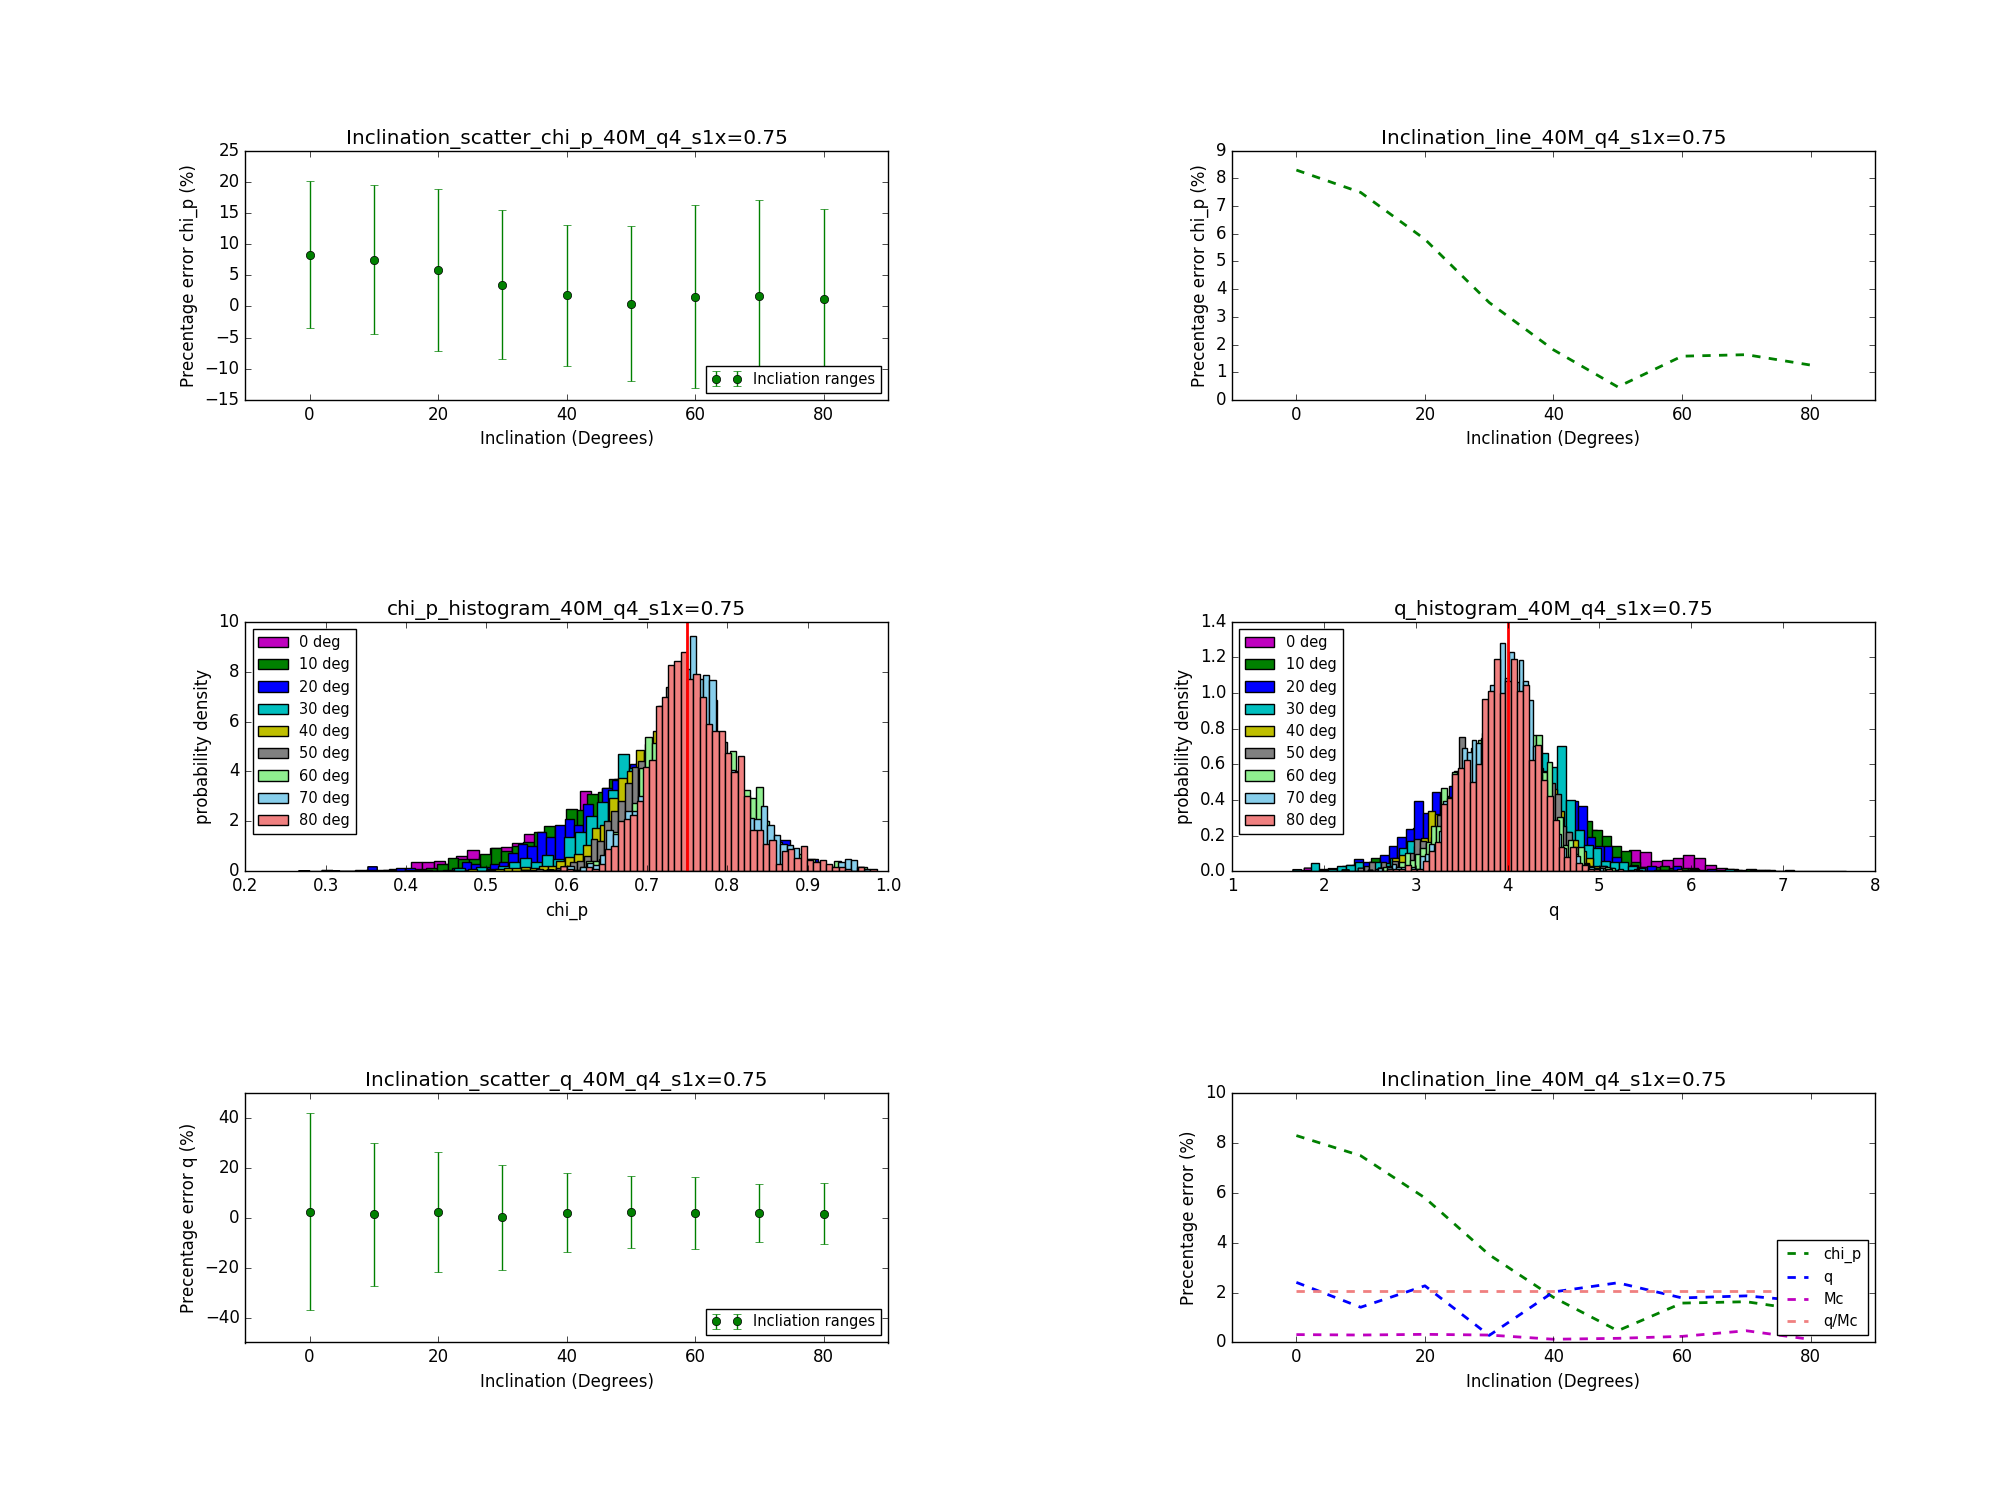 Inclination_scatter_chi_p_40M_q4_s1x=0.75
Precentage error chi_p (%)
25
20
15
10
5
0
−5
−10
−15
0 20 40 60 80
Incliation ranges
Inclination (Degrees)
Inclination_line_40M_q4_s1x=0.75
Precentage error chi_p (%)
9
8
7
6
5
4
3
2
1
0
0 20 40 60 80
Inclination (Degrees)
chi_p_histogram_40M_q4_s1x=0.75
probability density
10
8
6
4
2
0
0 deg
10 deg
20 deg
30 deg
40 deg
50 deg
60 deg
70 deg
80 deg
0.2 0.3 0.4 0.5 0.6 0.7 0.8 0.9 1.0
chi_p
q_histogram_40M_q4_s1x=0.75
probability density
1.4
1.2
1.0
0.8
0.6
0.4
0.2
0.0
0 deg
10 deg
20 deg
30 deg
40 deg
50 deg
60 deg
70 deg
80 deg
1 2 3 4 5 6 7 8
q
Inclination_scatter_q_40M_q4_s1x=0.75
Precentage error q (%)
40
20
0
−20
−40
0 20 40 60 80
Incliation ranges
Inclination (Degrees)
Inclination_line_40M_q4_s1x=0.75
Precentage error (%)
10
8
6
4
2
0
chi_p
q
Mc
q/Mc
0 20 40 60 80
Inclination (Degrees)